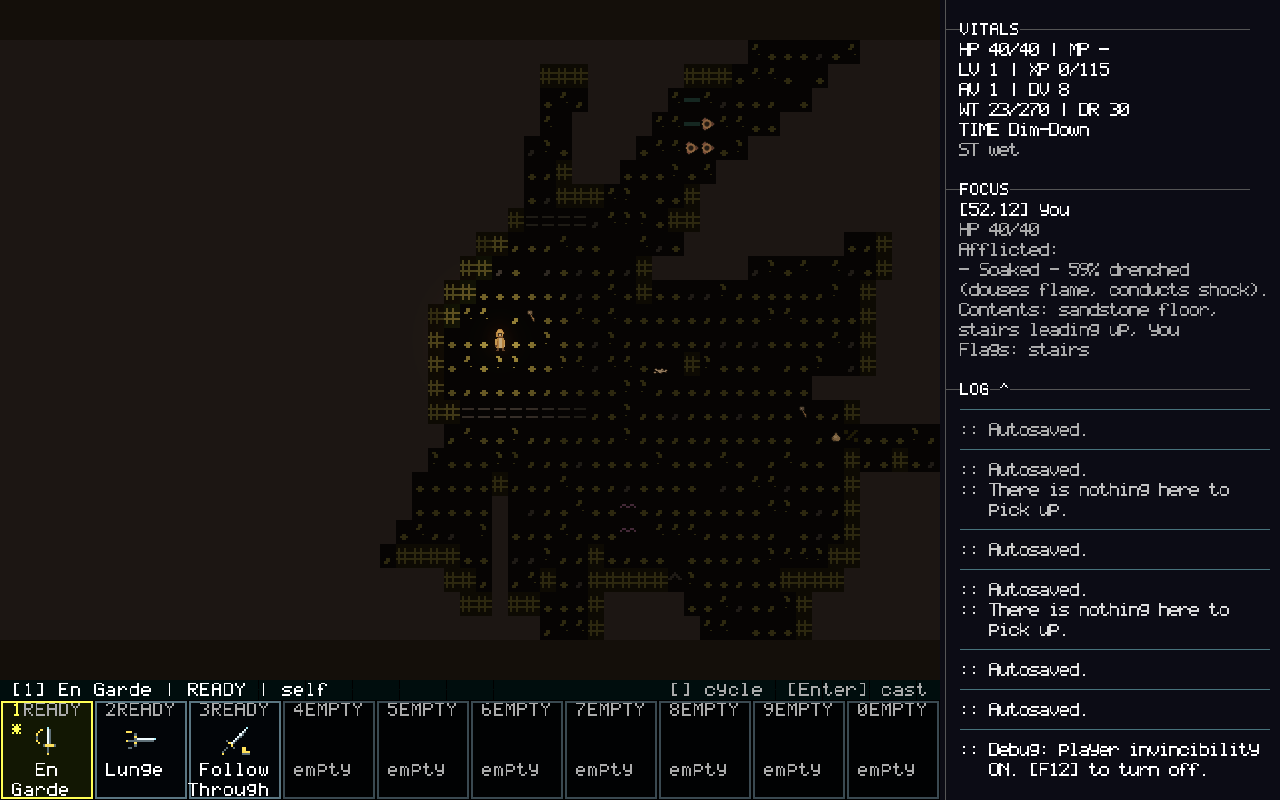 VITALS
HP 40/40 | MP -
LV 1 | XP 0/115
AV 1 | DV 8
WT 23/270 | DR 30
TIME Dim-Down
ST wet
FOCUS
[52,12] You
HP 40/40
Afflicted:
- Soaked - 59% drenched
(douses flame, conducts shock).
Contents: sandstone floor,
stairs leading up, You
Flags: stairs
LOG ^
:: Autosaved.
:: Autosaved.
:: There is nothing here to
Pick up.
:: Autosaved.
:: Autosaved.
:: There is nothing here to
Pick up.
:: Autosaved.
:: Autosaved.
:: Debug: Player invincibility
ON. [F12] to turn off.
[1] En Garde | READY | self
[] cycle [Enter] cast
1READY 2READY 3READY 4EMPTY 5EMPTY 6EMPTY 7EMPTY 8EMPTY 9EMPTY 0EMPTY
*
En Garde
Lunge
Follow Through
empty empty empty empty empty empty empty